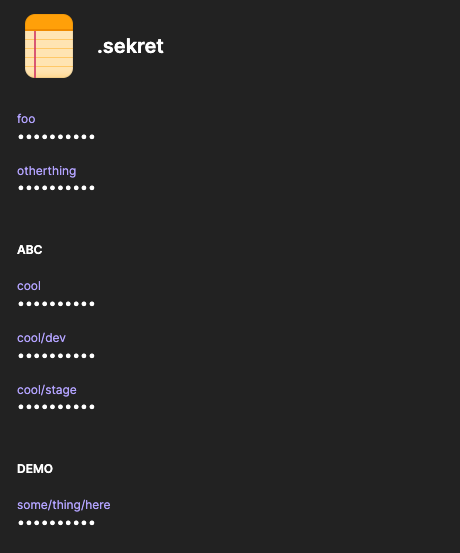 .sekret
foo
••••••••••
otherthing
••••••••••
ABC
cool
••••••••••
cool/dev
••••••••••
cool/stage
••••••••••
DEMO
some/thing/here
••••••••••